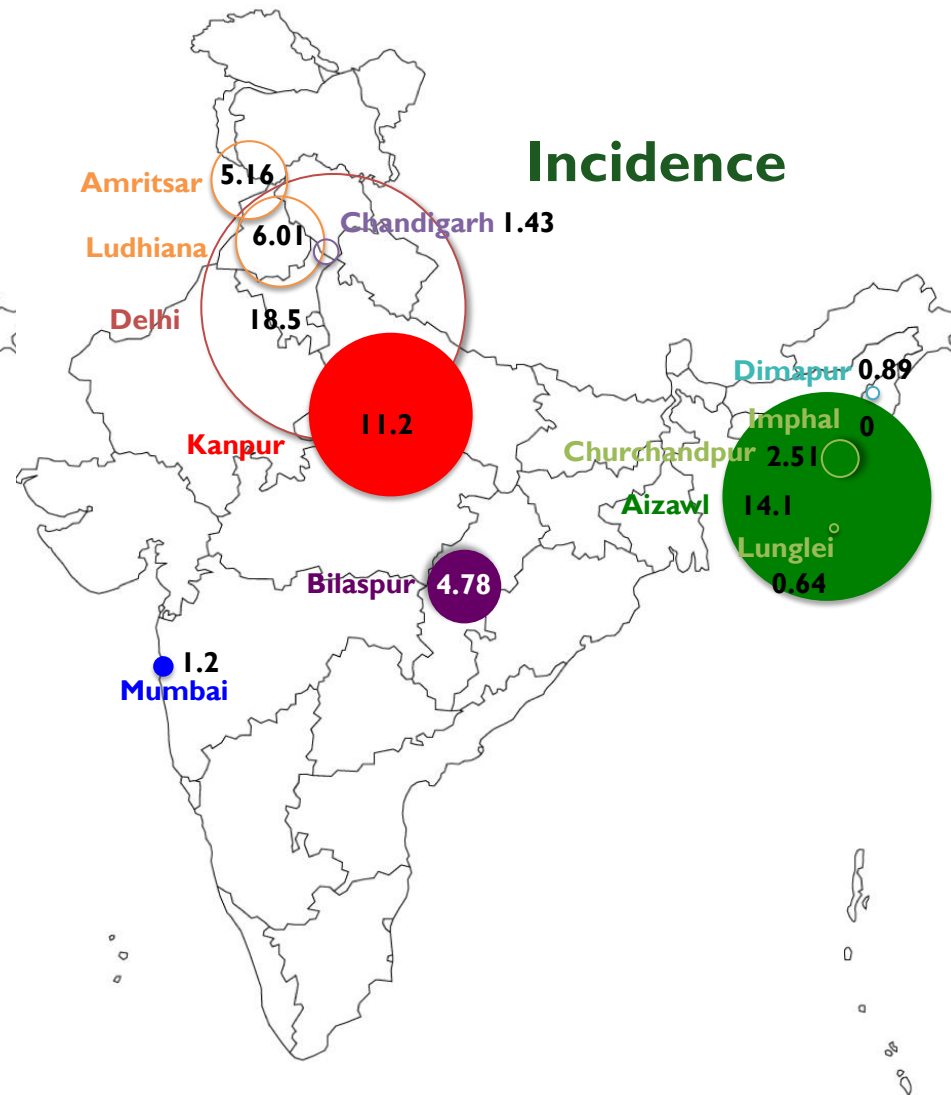 Incidence
Amritsar 5.16
Chandigarh 1.43
Ludhiana 6.01
Delhi 18.5
Dimapur 0.89
Imphal 0
Kanpur 11.2
Churchandpur 2.51
Aizawl 14.1
Lunglei
0.64
Bilaspur 4.78
1.2
Mumbai